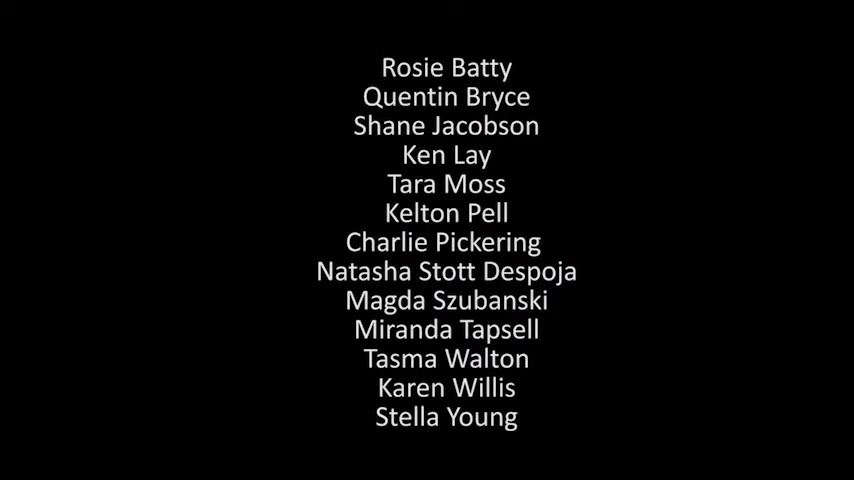 Rosie Batty
Quentin Bryce
Shane Jacobson
Ken Lay
Tara Moss
Kelton Pell
Charlie Pickering
Natasha Stott Despoja
Magda Szubanski
Miranda Tapsell
Tasma Walton
Karen Willis
Stella Young